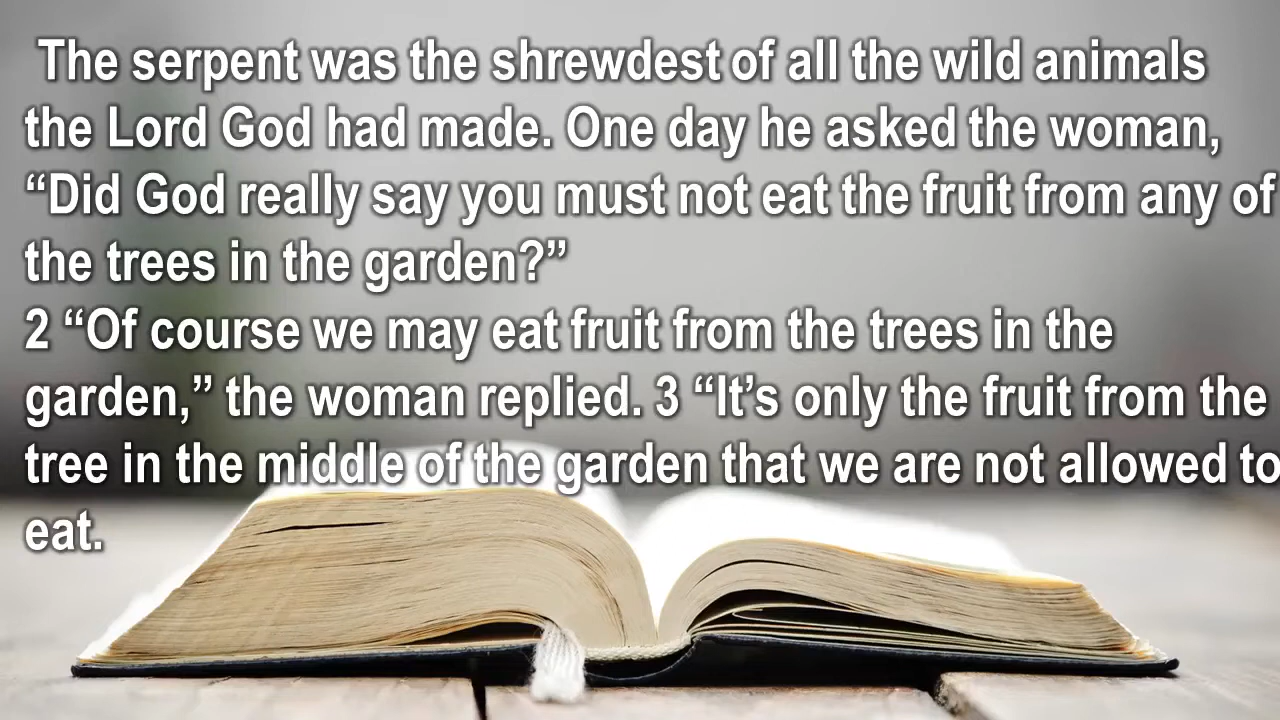 The serpent was the shrewdest of all the wild animals
the Lord God had made. One day he asked the woman,
“Did God really say you must not eat the fruit from any of
the trees in the garden?”
2 “Of course we may eat fruit from the trees in the
garden,” the woman replied. 3 “It’s only the fruit from the
tree in the middle of the garden that we are not allowed to
eat.